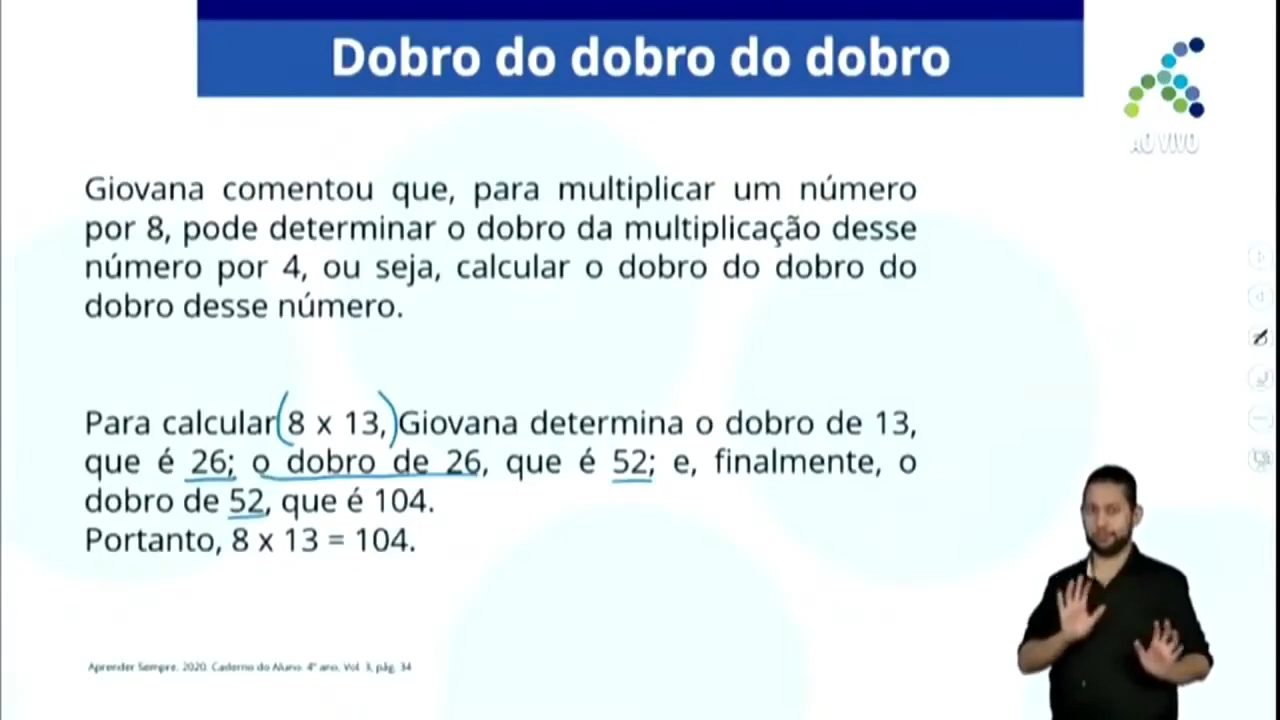 Dobro do dobro do dobro
AO VIVO
Giovana comentou que, para multiplicar um número
por 8, pode determinar o dobro da multiplicação desse
número por 4, ou seja, calcular o dobro do dobro do
dobro desse número.
Para calcular (8 x 13,) Giovana determina o dobro de 13,
que é 26; o dobro de 26, que é 52; e, finalmente, o
dobro de 52, que é 104.
Portanto, 8 x 13 = 104.
Aprender Sempre. 2020. Caderno do Aluno. 4º ano. Vol. 3, pág. 34